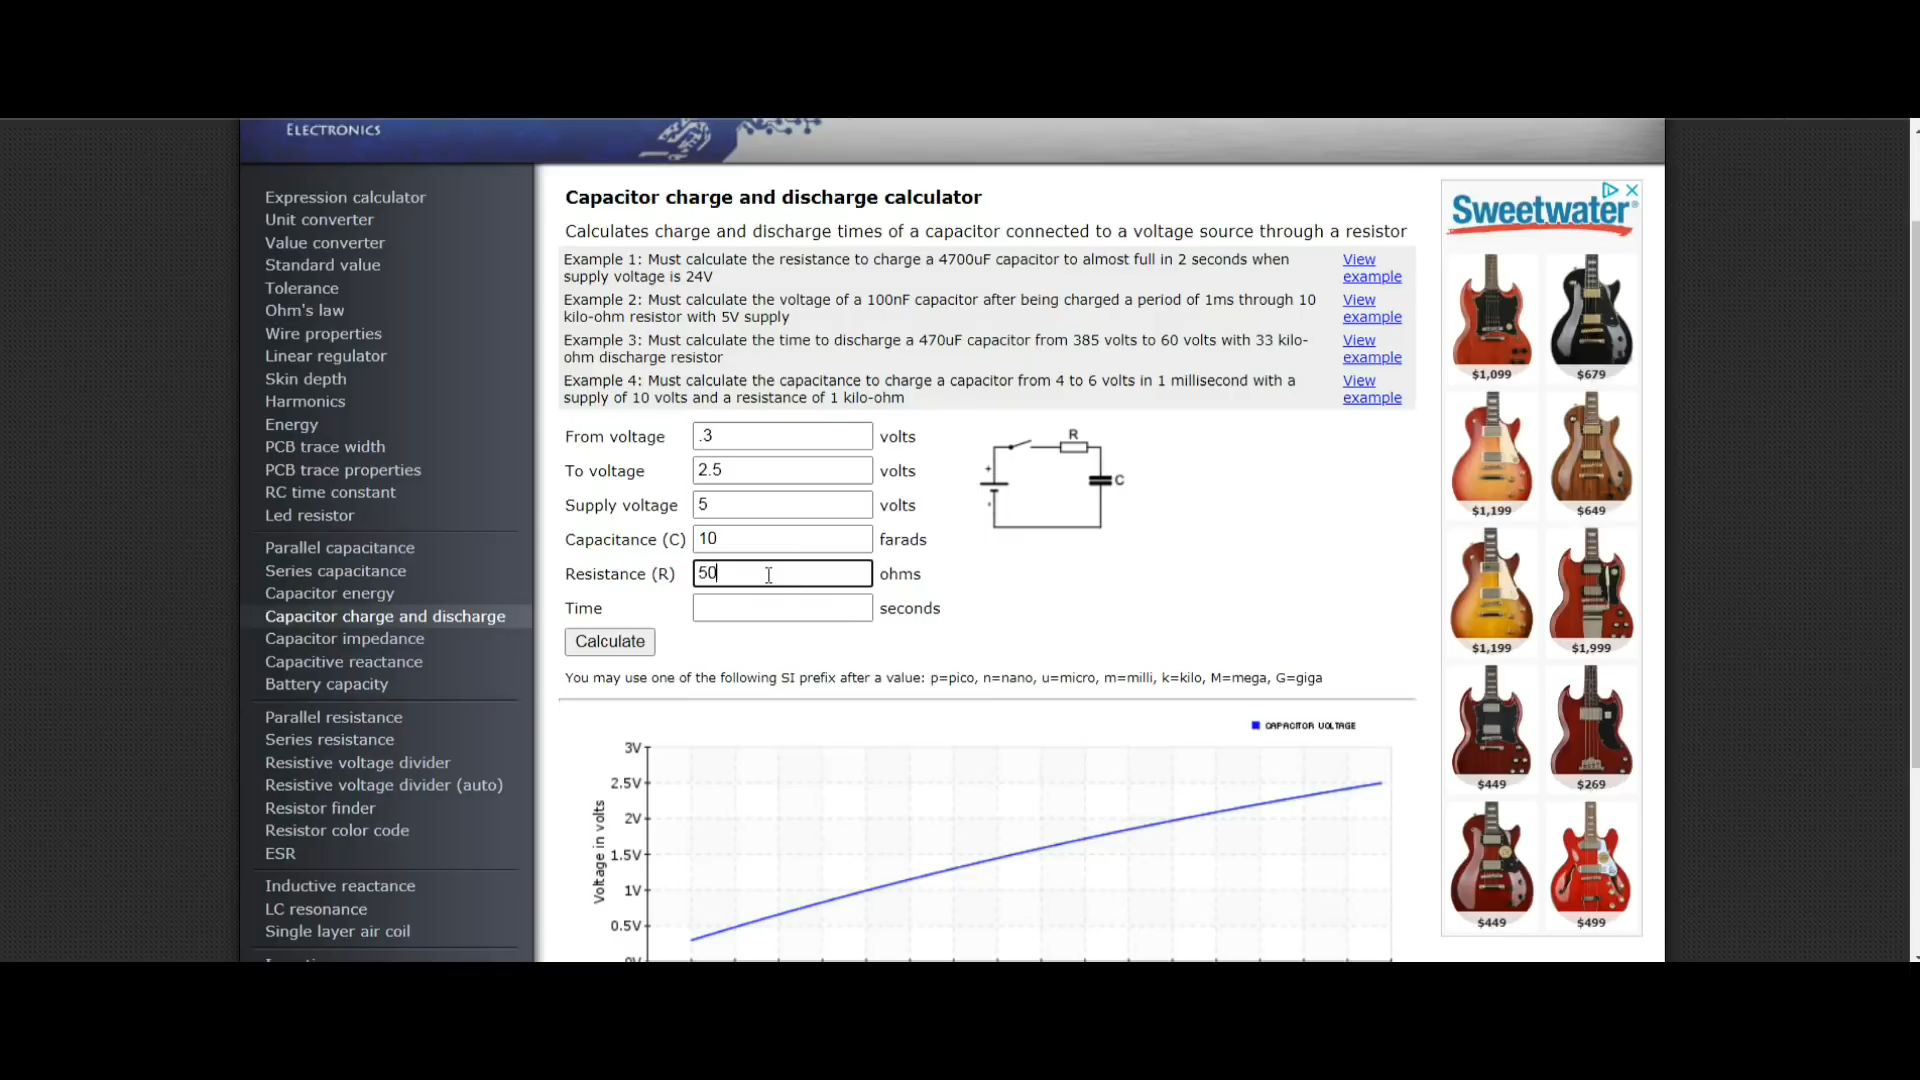 ELECTRONICS
Expression calculator
Unit converter
Value converter
Standard value
Tolerance
Ohm's law
Wire properties
Linear regulator
Skin depth
Harmonics
Energy
PCB trace width
PCB trace properties
RC time constant
Led resistor
Parallel capacitance
Series capacitance
Capacitor energy
Capacitor charge and discharge
Capacitor impedance
Capacitive reactance
Battery capacity
Parallel resistance
Series resistance
Resistive voltage divider
Resistive voltage divider (auto)
Resistor finder
Resistor color code
ESR
Inductive reactance
LC resonance
Single layer air coil
Capacitor charge and discharge calculator
Calculates charge and discharge times of a capacitor connected to a voltage source through a resistor
Example 1: Must calculate the resistance to charge a 4700uF capacitor to almost full in 2 seconds when View
supply voltage is 24V example
Example 2: Must calculate the voltage of a 100nF capacitor after being charged a period of 1ms through 10 View
kilo-ohm resistor with 5V supply example
Example 3: Must calculate the time to discharge a 470uF capacitor from 385 volts to 60 volts with 33 kilo- View
ohm discharge resistor example
Example 4: Must calculate the capacitance to charge a capacitor from 4 to 6 volts in 1 millisecond with a View
supply of 10 volts and a resistance of 1 kilo-ohm example
From voltage .3 volts
To voltage 2.5 volts
Supply voltage 5 volts
Capacitance (C) 10 farads
Resistance (R) 50 ohms
Time seconds
R
+
C
Calculate
You may use one of the following SI prefix after a value: p=pico, n=nano, u=micro, m=milli, k=kilo, M=mega, G=giga
CAPACITOR VOLTAGE
Voltage in volts
3V
2.5V
2V
1.5V
1V
0.5V
0V
Sweetwater®
$1,099 $679
$1,199 $649
$1,199 $1,999
$449 $269
$449 $499